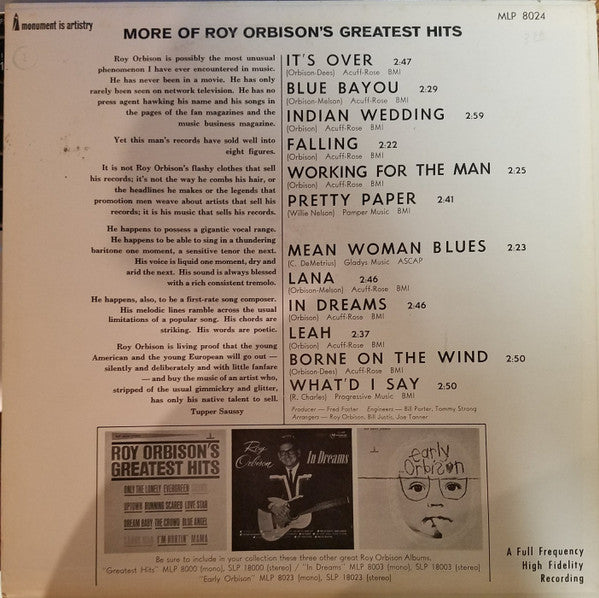 monument is artistry
MLP 8024
MORE OF ROY ORBISON'S GREATEST HITS
Roy Orbison is possibly the most unusual
phenomenon I have ever encountered in music.
He has never been in a movie. He has only
rarely been seen on network television. He has no
press agent hawking his name and his songs in
the pages of the fan magazines and the
music business magazine.
Yet this man's records have sold well into
eight figures.
It is not Roy Orbison's flashy clothes that sell
his records; it's not the way he combs his hair, or
the headlines he makes or the legends that
promotion men weave about artists that sell his
records; it is his music that sells his records.
He happens to possess a gigantic vocal range.
He happens to be able to sing in a thundering
baritone one moment, a sensitive tenor the next.
His voice is liquid one moment, dry and
arid the next. His sound is always blessed
with a rich consistent tremolo.
He happens, also, to be a first-rate song composer.
His melodic lines ramble across the usual
limitations of a popular song. His chords are
striking. His words are poetic.
Roy Orbison is living proof that the young
American and the young European will go out —
silently and deliberately and with little fanfare
— and buy the music of an artist who,
stripped of the usual gimmickry and glitter,
has only his native talent to sell.
Tupper Saussy
IT'S OVER 2:47
(Orbison-Dees) Acuff-Rose BMI
BLUE BAYOU 2:29
(Orbison-Melson) Acuff-Rose BMI
INDIAN WEDDING 2:59
(Orbison) Acuff-Rose BMI
FALLING 2:22
(Orbison) Acuff-Rose BMI
WORKING FOR THE MAN 2:25
(Orbison) Acuff-Rose BMI
PRETTY PAPER 2:41
(Willie Nelson) Pamper Music BMI
MEAN WOMAN BLUES 2:23
(C. DeMetrius) Gladys Music ASCAP
LANA 2:46
(Orbison-Melson) Acuff-Rose BMI
IN DREAMS 2:46
(Orbison) Acuff-Rose BMI
LEAH 2:37
(Orbison) Acuff-Rose BMI
BORNE ON THE WIND 2:50
(Orbison-Dees) Acuff-Rose BMI
WHAT'D I SAY 2:50
(R. Charles) Progressive Music BMI
Producer — Fred Foster Engineers — Bill Porter, Tommy Strong
Arrangers — Roy Orbison, Bill Justis, Joe Tanner
ROY ORBISON'S
GREATEST HITS
ONLY THE LONELY EVERGREEN
UPTOWN RUNNING SCARED LOVE STAR
DREAM BABY THE CROWD BLUE ANGEL
I'M HURTIN' MAMA
Roy
Orbison
In Dreams
early
Orbison
Be sure to include in your collection these three other great Roy Orbison Albums.
"Greatest Hits" MLP 8000 (mono), SLP 18000 (stereo) / "In Dreams" MLP 8003 (mono), SLP 18003 (stereo)
"Early Orbison" MLP 8023 (mono), SLP 18023 (stereo)
A Full Frequency
High Fidelity
Recording